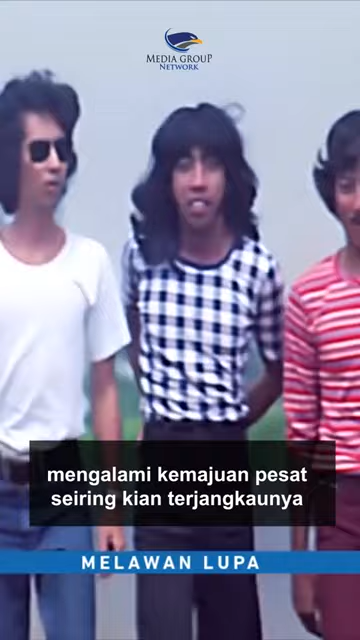 MEDIA GROUP
NETWORK
mengalami kemajuan pesat
seiring kian terjangkaunya
MELAWAN LUPA